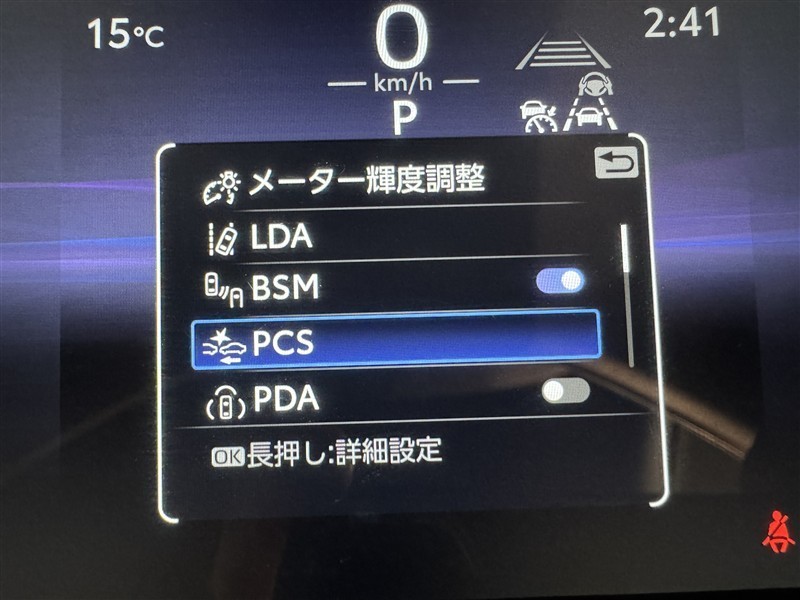 15°C
0
2:41
km/h
P
メーター輝度調整
LDA
BSM
PCS
PDA
OK長押し:詳細設定